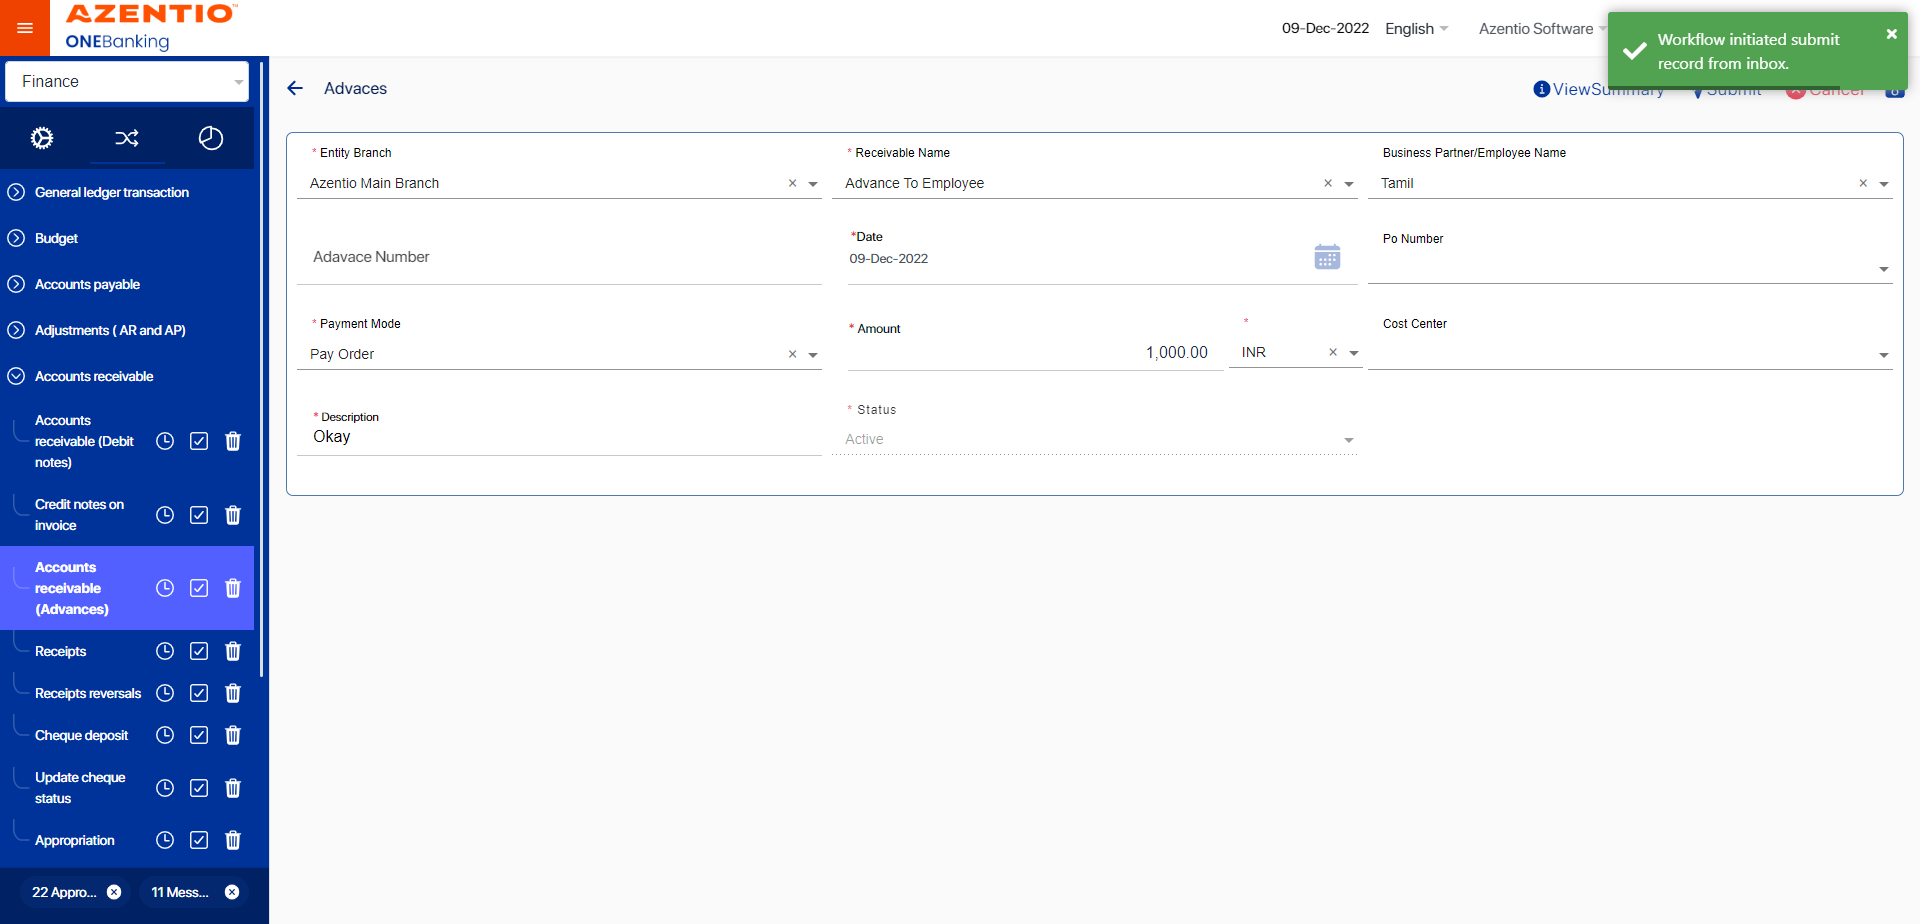 AZENTIO™
ONEBanking
09-Dec-2022
English
Azentio Software
Workflow initiated submit
record from inbox.
Finance
Advaces
ViewSummary
Submit
Cancel
General ledger transaction
Budget
Accounts payable
Adjustments ( AR and AP)
Accounts receivable
Accounts
receivable (Debit
notes)
Credit notes on
invoice
Accounts
receivable
(Advances)
Receipts
Receipts reversals
Cheque deposit
Update cheque
status
Appropriation
22 Appro...
11 Mess...
* Entity Branch
Azentio Main Branch
* Receivable Name
Advance To Employee
Business Partner/Employee Name
Tamil
Adavace Number
*Date
09-Dec-2022
Po Number
* Payment Mode
Pay Order
* Amount
1,000.00
*
INR
Cost Center
* Description
Okay
* Status
Active